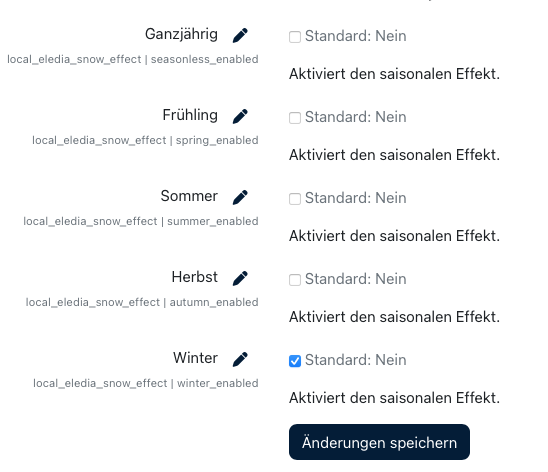 Ganzjährig
Standard: Nein
local_eledia_snow_effect | seasonless_enabled
Aktiviert den saisonalen Effekt.
Frühling
Standard: Nein
local_eledia_snow_effect | spring_enabled
Aktiviert den saisonalen Effekt.
Sommer
Standard: Nein
local_eledia_snow_effect | summer_enabled
Aktiviert den saisonalen Effekt.
Herbst
Standard: Nein
local_eledia_snow_effect | autumn_enabled
Aktiviert den saisonalen Effekt.
Winter
Standard: Nein
local_eledia_snow_effect | winter_enabled
Aktiviert den saisonalen Effekt.
Änderungen speichern